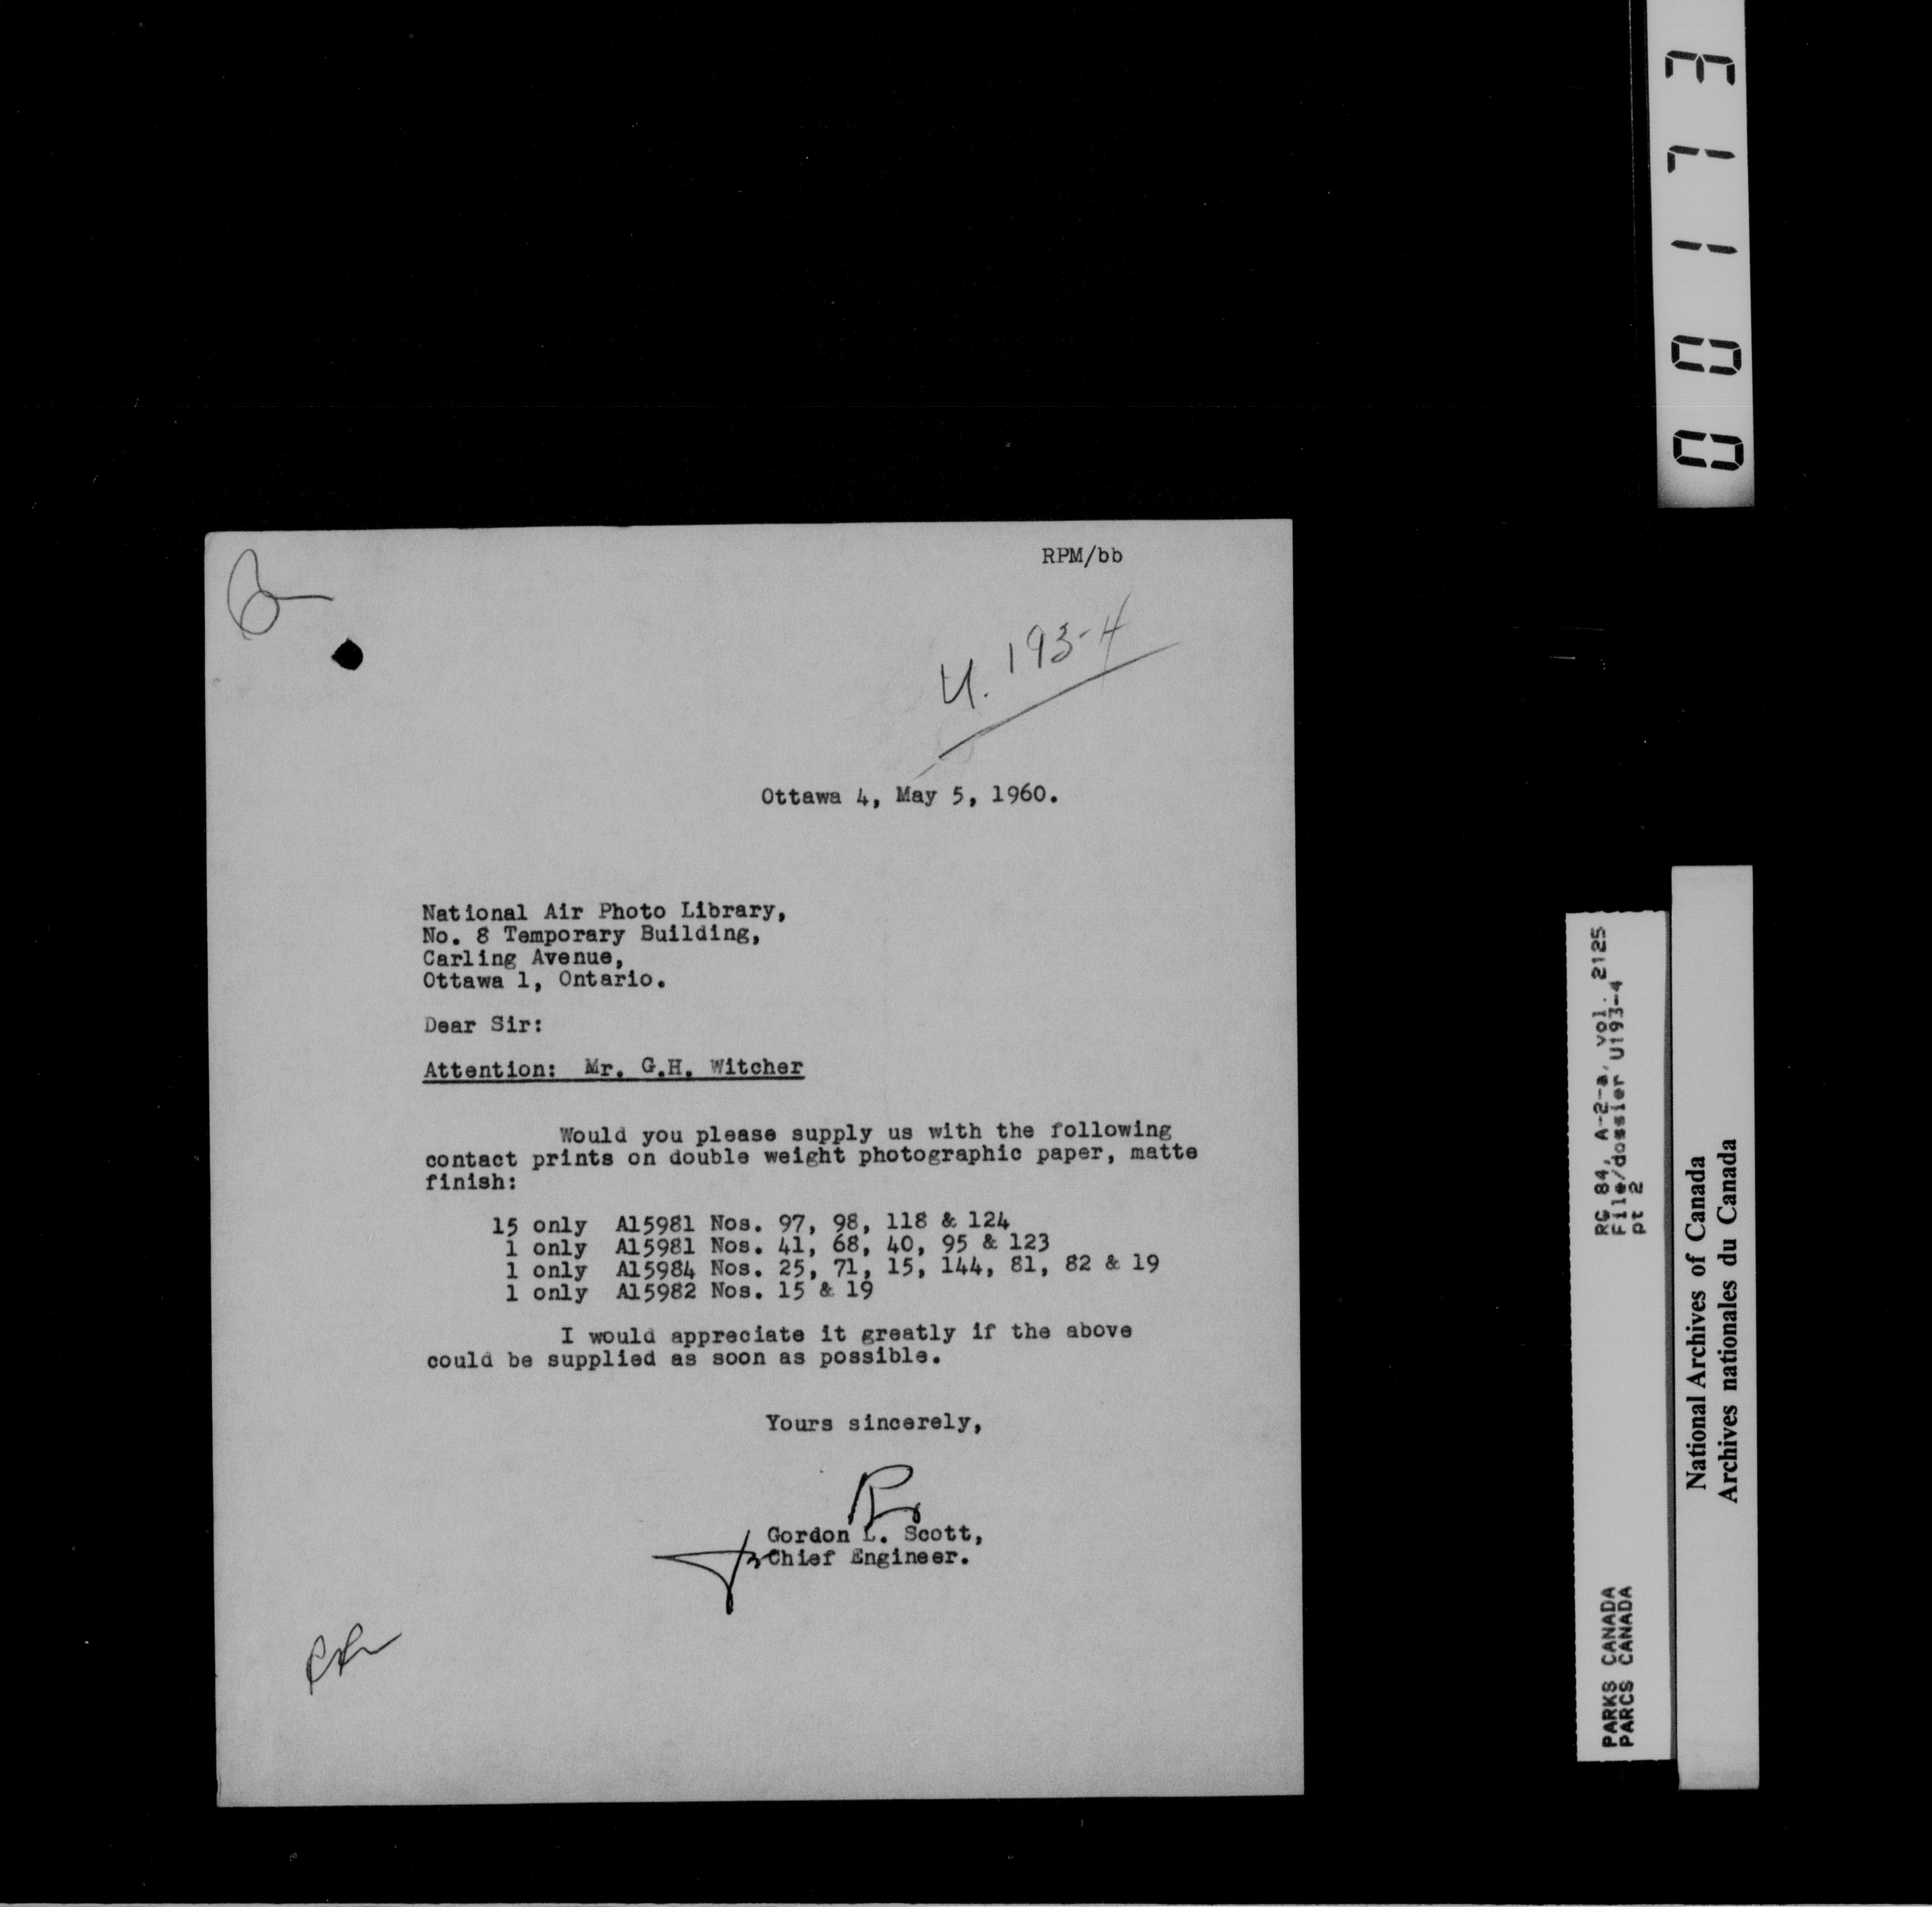 RPM/bb
U. 193-4
Ottawa 4, May 5, 1960.
National Air Photo Library,
No. 8 Temporary Building,
Carling Avenue,
Ottawa 1, Ontario.
Dear Sir:
Attention: Mr. G.H. Witcher
Would you please supply us with the following
contact prints on double weight photographic paper, matte
finish:
15 only A15981 Nos. 97, 98, 118 & 124
1 only A15981 Nos. 41, 68, 40, 95 & 123
1 only A15984 Nos. 25, 71, 15, 144, 81, 82 & 19
1 only A15982 Nos. 15 & 19
I would appreciate it greatly if the above
could be supplied as soon as possible.
Yours sincerely,
Gordon L. Scott,
Chief Engineer.
00173
RG 84, A-2-a, vol. 2125
File/dossier U193-4
pt 2
PARKS CANADA
PARCS CANADA
National Archives of Canada
Archives nationales du Canada